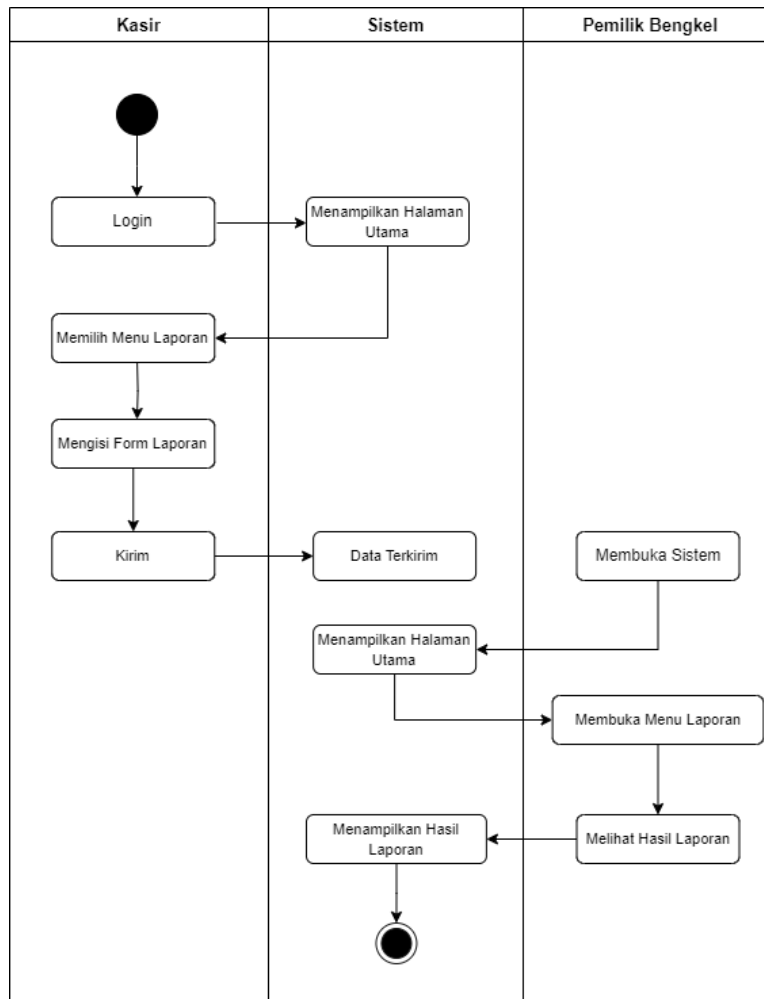 Kasir
Sistem
Pemilik Bengkel
Login
Menampilkan Halaman
Utama
Memilih Menu Laporan
Mengisi Form Laporan
Kirim
Data Terkirim
Membuka Sistem
Menampilkan Halaman
Utama
Membuka Menu Laporan
Menampilkan Hasil
Laporan
Melihat Hasil Laporan